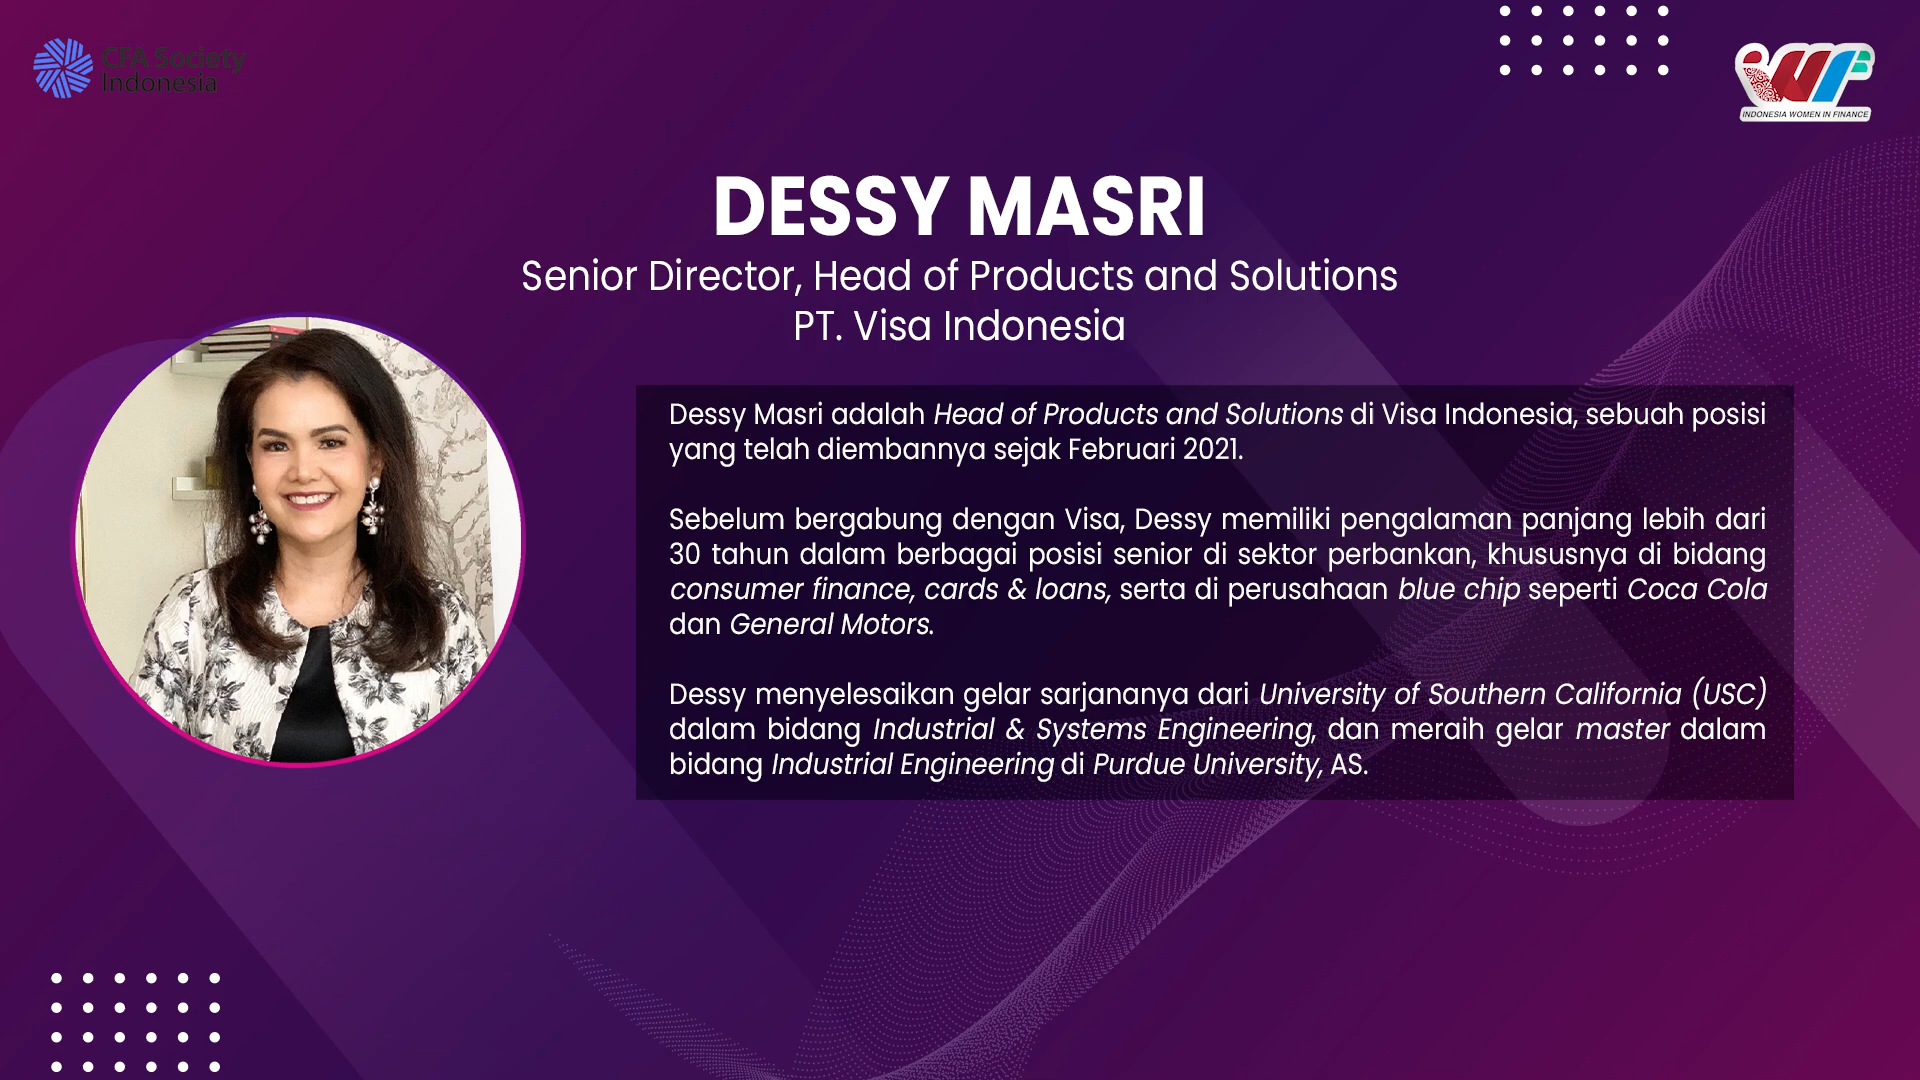 CFA Society
Indonesia
IWF
INDONESIA WOMEN IN FINANCE
DESSY MASRI
Senior Director, Head of Products and Solutions
PT. Visa Indonesia
Dessy Masri adalah Head of Products and Solutions di Visa Indonesia, sebuah posisi
yang telah diembannya sejak Februari 2021.
Sebelum bergabung dengan Visa, Dessy memiliki pengalaman panjang lebih dari
30 tahun dalam berbagai posisi senior di sektor perbankan, khususnya di bidang
consumer finance, cards & loans, serta di perusahaan blue chip seperti Coca Cola
dan General Motors.
Dessy menyelesaikan gelar sarjananya dari University of Southern California (USC)
dalam bidang Industrial & Systems Engineering, dan meraih gelar master dalam
bidang Industrial Engineering di Purdue University, AS.